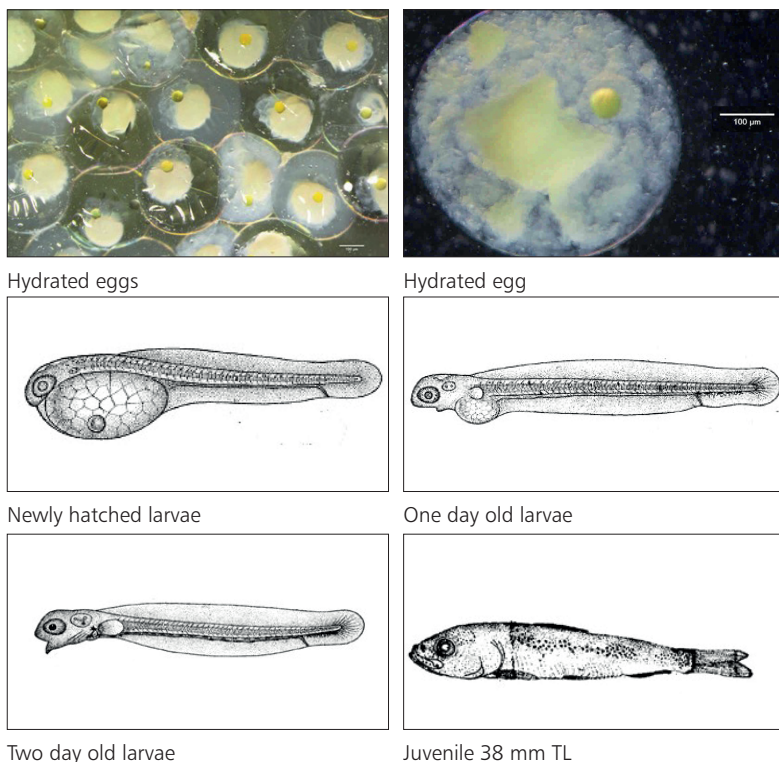 100 µm
Hydrated eggs
Hydrated egg
Newly hatched larvae
One day old larvae
Two day old larvae
Juvenile 38 mm TL